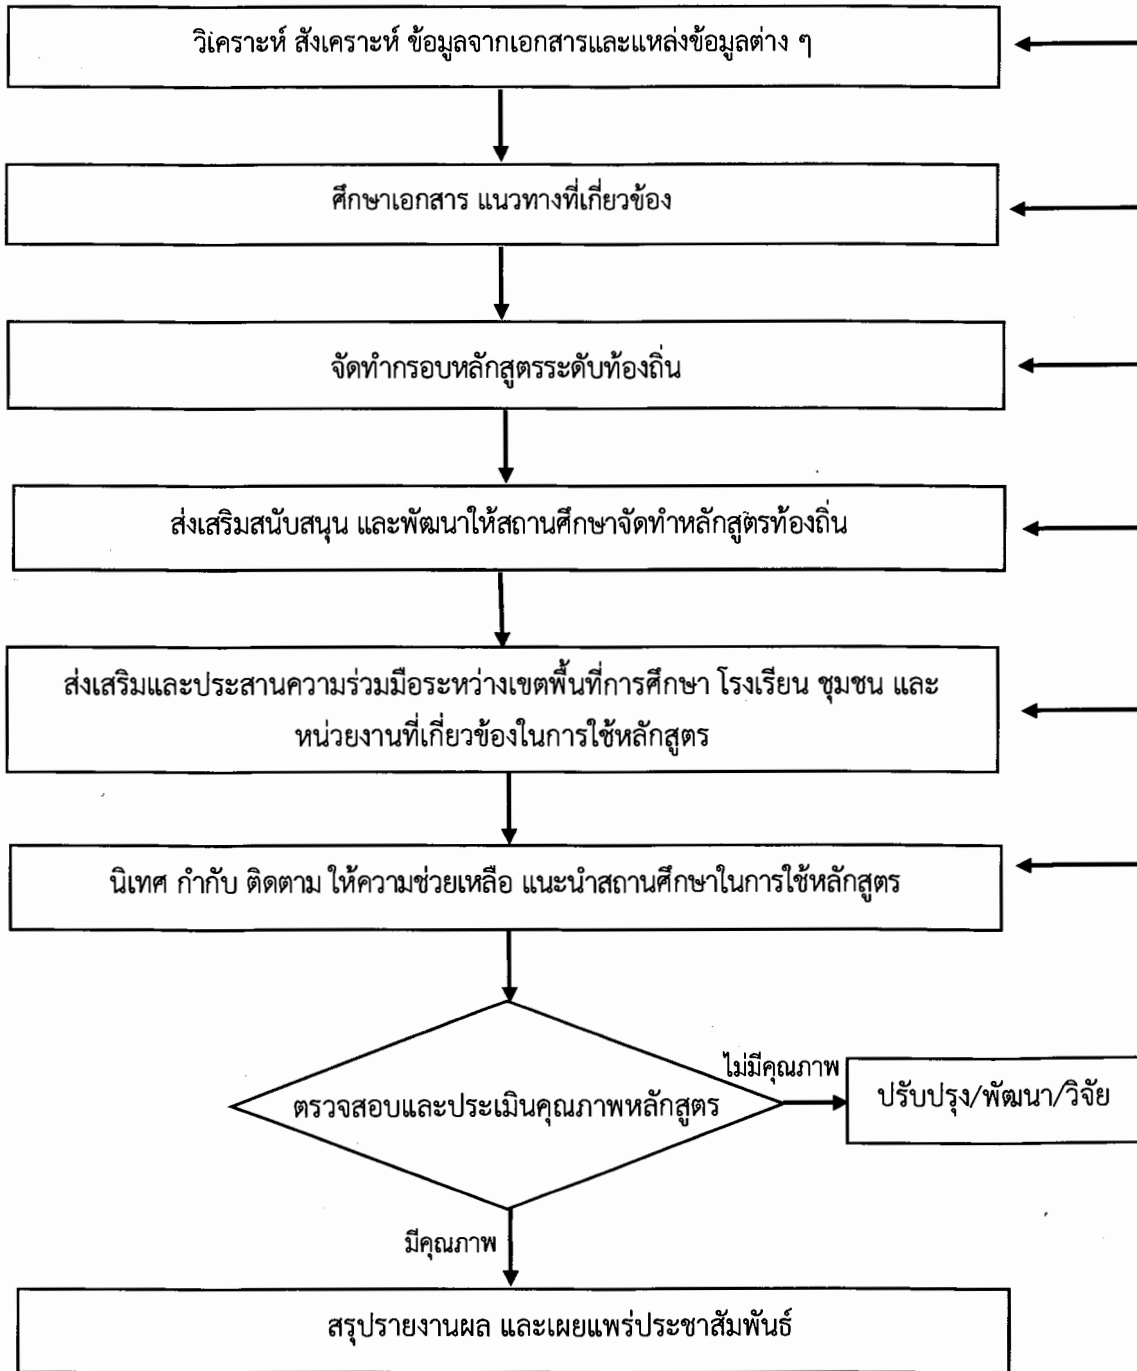 วิเคราะห์ สังเคราะห์ ข้อมูลจากเอกสารและแหล่งข้อมูลต่าง ๆ
ศึกษาเอกสาร แนวทางที่เกี่ยวข้อง
จัดทำกรอบหลักสูตรระดับท้องถิ่น
ส่งเสริมสนับสนุน และพัฒนาให้สถานศึกษาจัดทำหลักสูตรท้องถิ่น
ส่งเสริมและประสานความร่วมมือระหว่างเขตพื้นที่การศึกษา โรงเรียน ชุมชน และ
หน่วยงานที่เกี่ยวข้องในการใช้หลักสูตร
นิเทศ กำกับ ติดตาม ให้ความช่วยเหลือ แนะนำสถานศึกษาในการใช้หลักสูตร
ตรวจสอบและประเมินคุณภาพหลักสูตร
ไม่มีคุณภาพ
ปรับปรุง/พัฒนา/วิจัย
มีคุณภาพ
สรุปรายงานผล และเผยแพร่ประชาสัมพันธ์